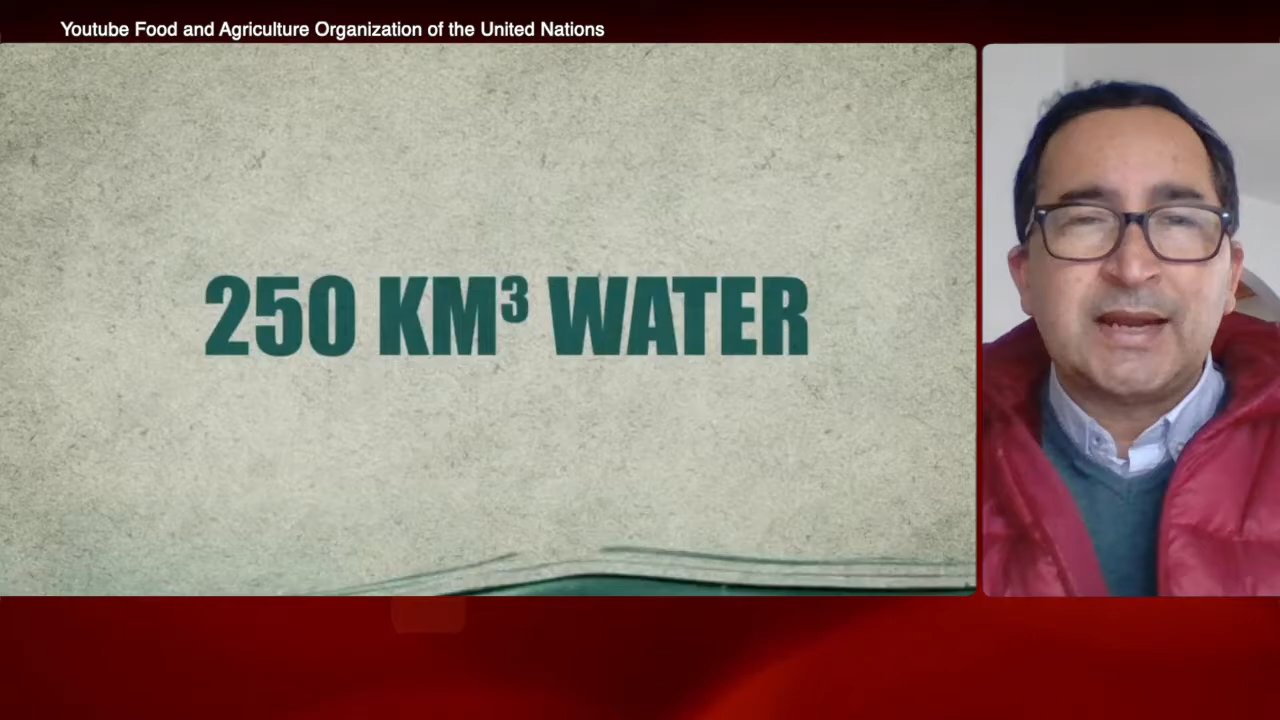 Youtube Food and Agriculture Organization of the United Nations
250 KM³ WATER